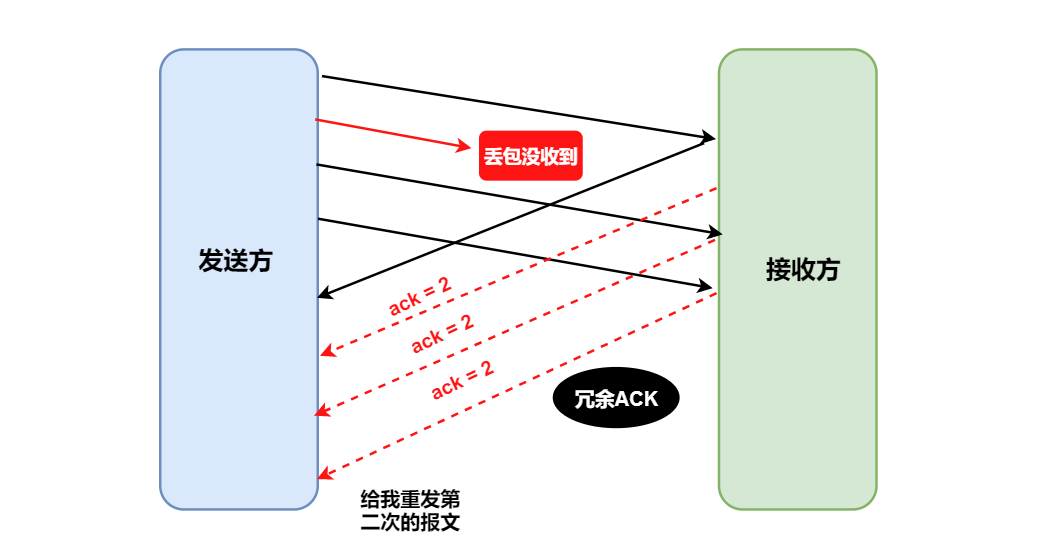 丢包没收到
发送方
接收方
ack = 2
ack = 2
ack = 2
冗余ACK
给我重发第
二次的报文